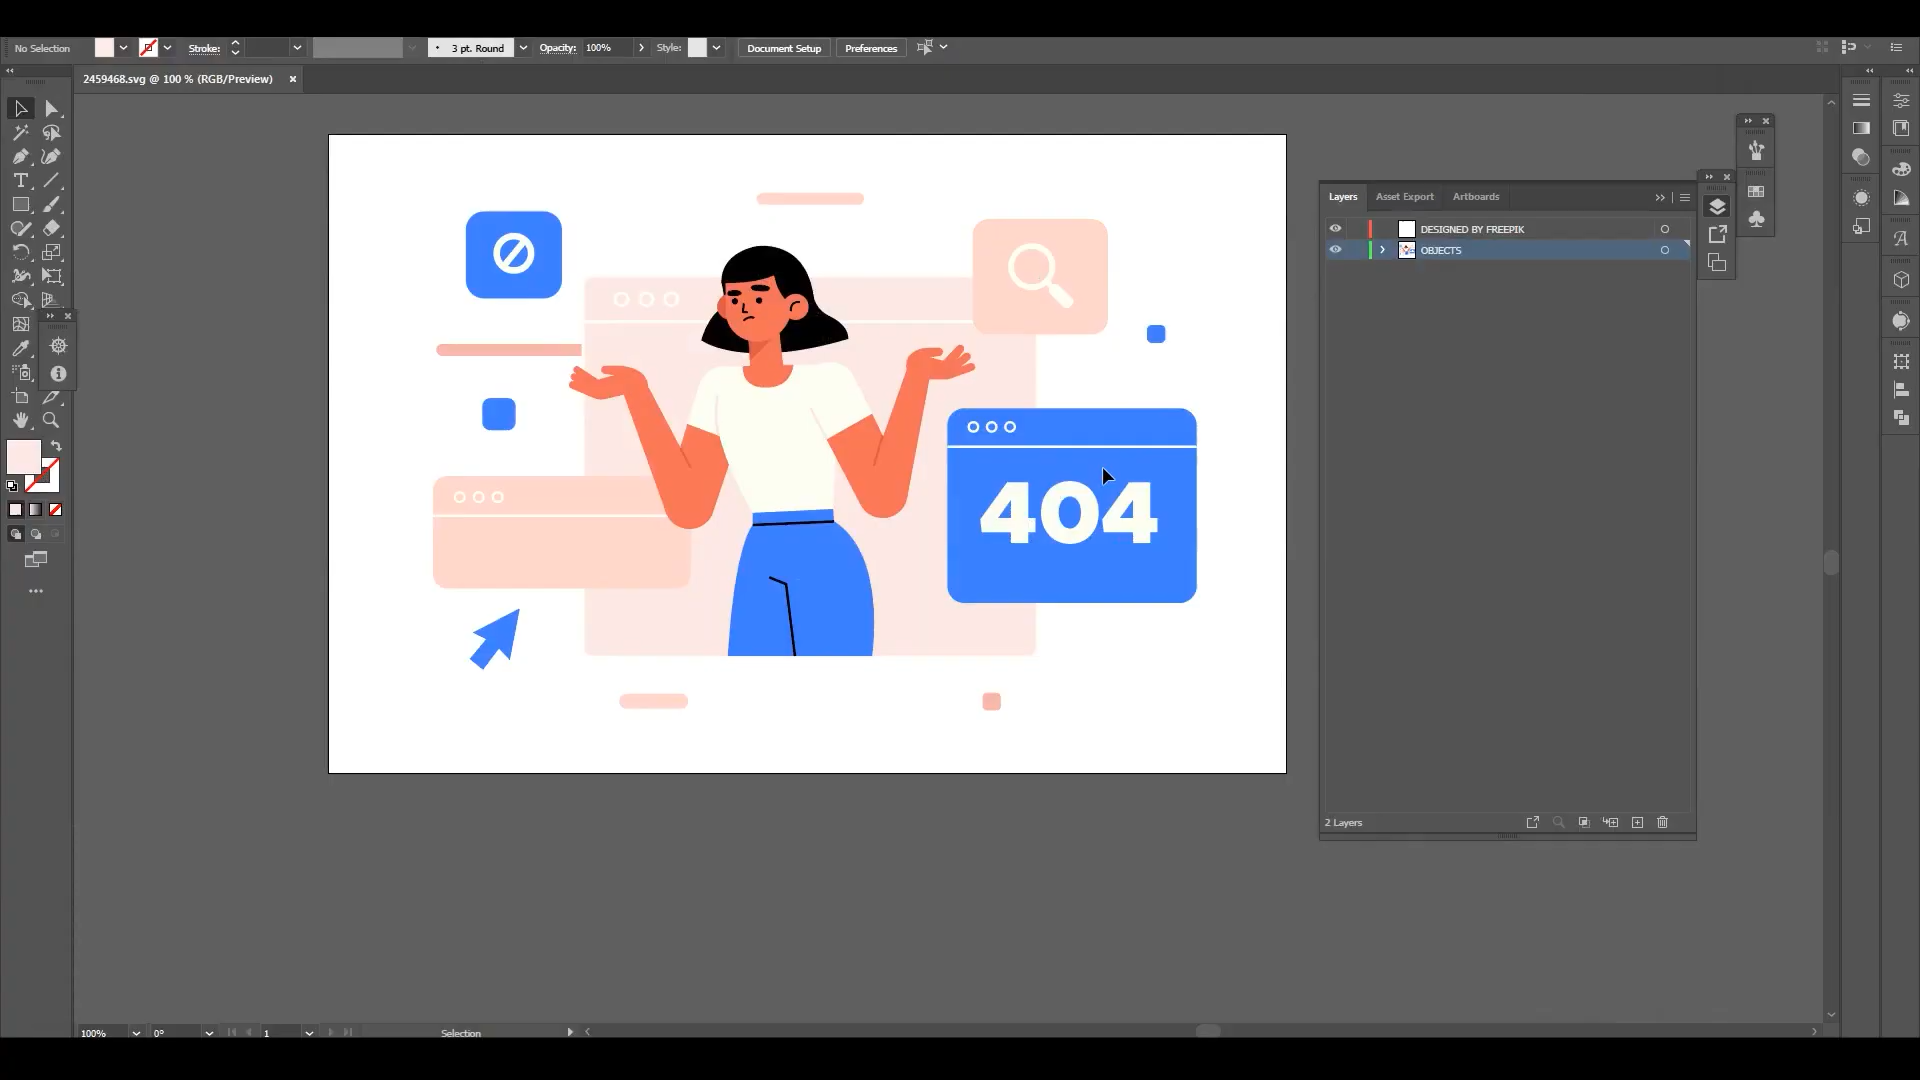 No Selection Stroke: 3 pt. Round Opacity: 100% Style: Document Setup Preferences
2459468.svg @ 100 % (RGB/Preview)
Layers Asset Export Artboards
DESIGNED BY FREEPIK
OBJECTS
404
2 Layers
100% 0° 1 Selection